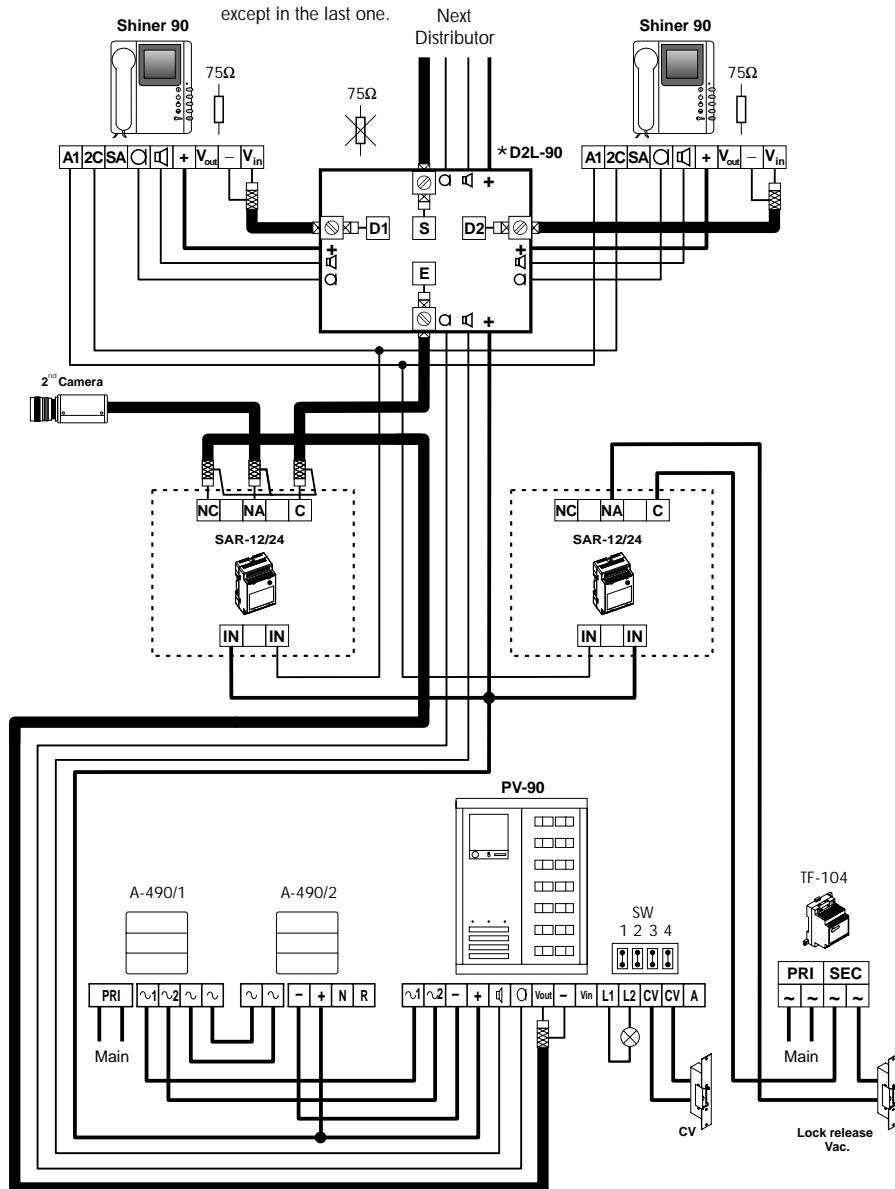 except in the last one.
Next
Distributor
Shiner 90
Shiner 90
75Ω
75Ω
75Ω
*D2L-90
A1 2C SA + Vout – Vin
A1 2C SA + Vout – Vin
+
D1 S D2
+
+
E
+
2nd Camera
NC NA C
NC NA C
SAR-12/24
SAR-12/24
IN IN
IN IN
PV-90
A-490/1
A-490/2
SW
1 2 3 4
TF-104
PRI SEC
PRI ~1 ~2 ~ ~
~ ~ – + N R
~1 ~2 – + Vout – Vin L1 L2 CV CV A
~ ~ ~ ~
Main
Main
CV
Lock release
Vac.